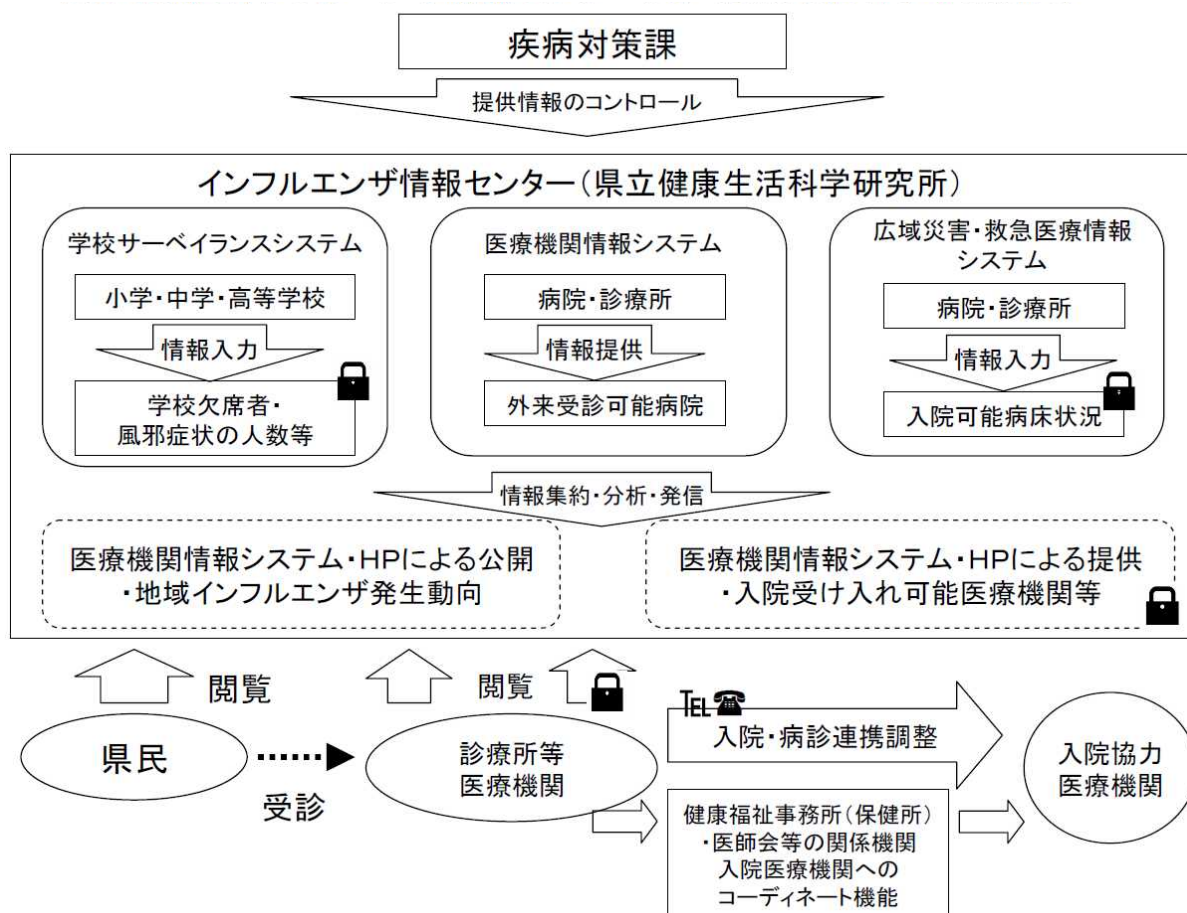 疾病対策課
提供情報のコントロール
インフルエンザ情報センター(県立健康生活科学研究所)
学校サーベイランスシステム
小学・中学・高等学校
情報入力
学校欠席者・
風邪症状の人数等
医療機関情報システム
病院・診療所
情報提供
外来受診可能病院
広域災害・救急医療情報
システム
病院・診療所
情報入力
入院可能病床状況
情報集約・分析・発信
医療機関情報システム・HPによる公開
・地域インフルエンザ発生動向
医療機関情報システム・HPによる提供
・入院受け入れ可能医療機関等
閲覧
閲覧
県民
受診
診療所等
医療機関
TEL
入院・病診連携調整
健康福祉事務所(保健所)
・医師会等の関係機関
入院医療機関への
コーディネート機能
入院協力
医療機関